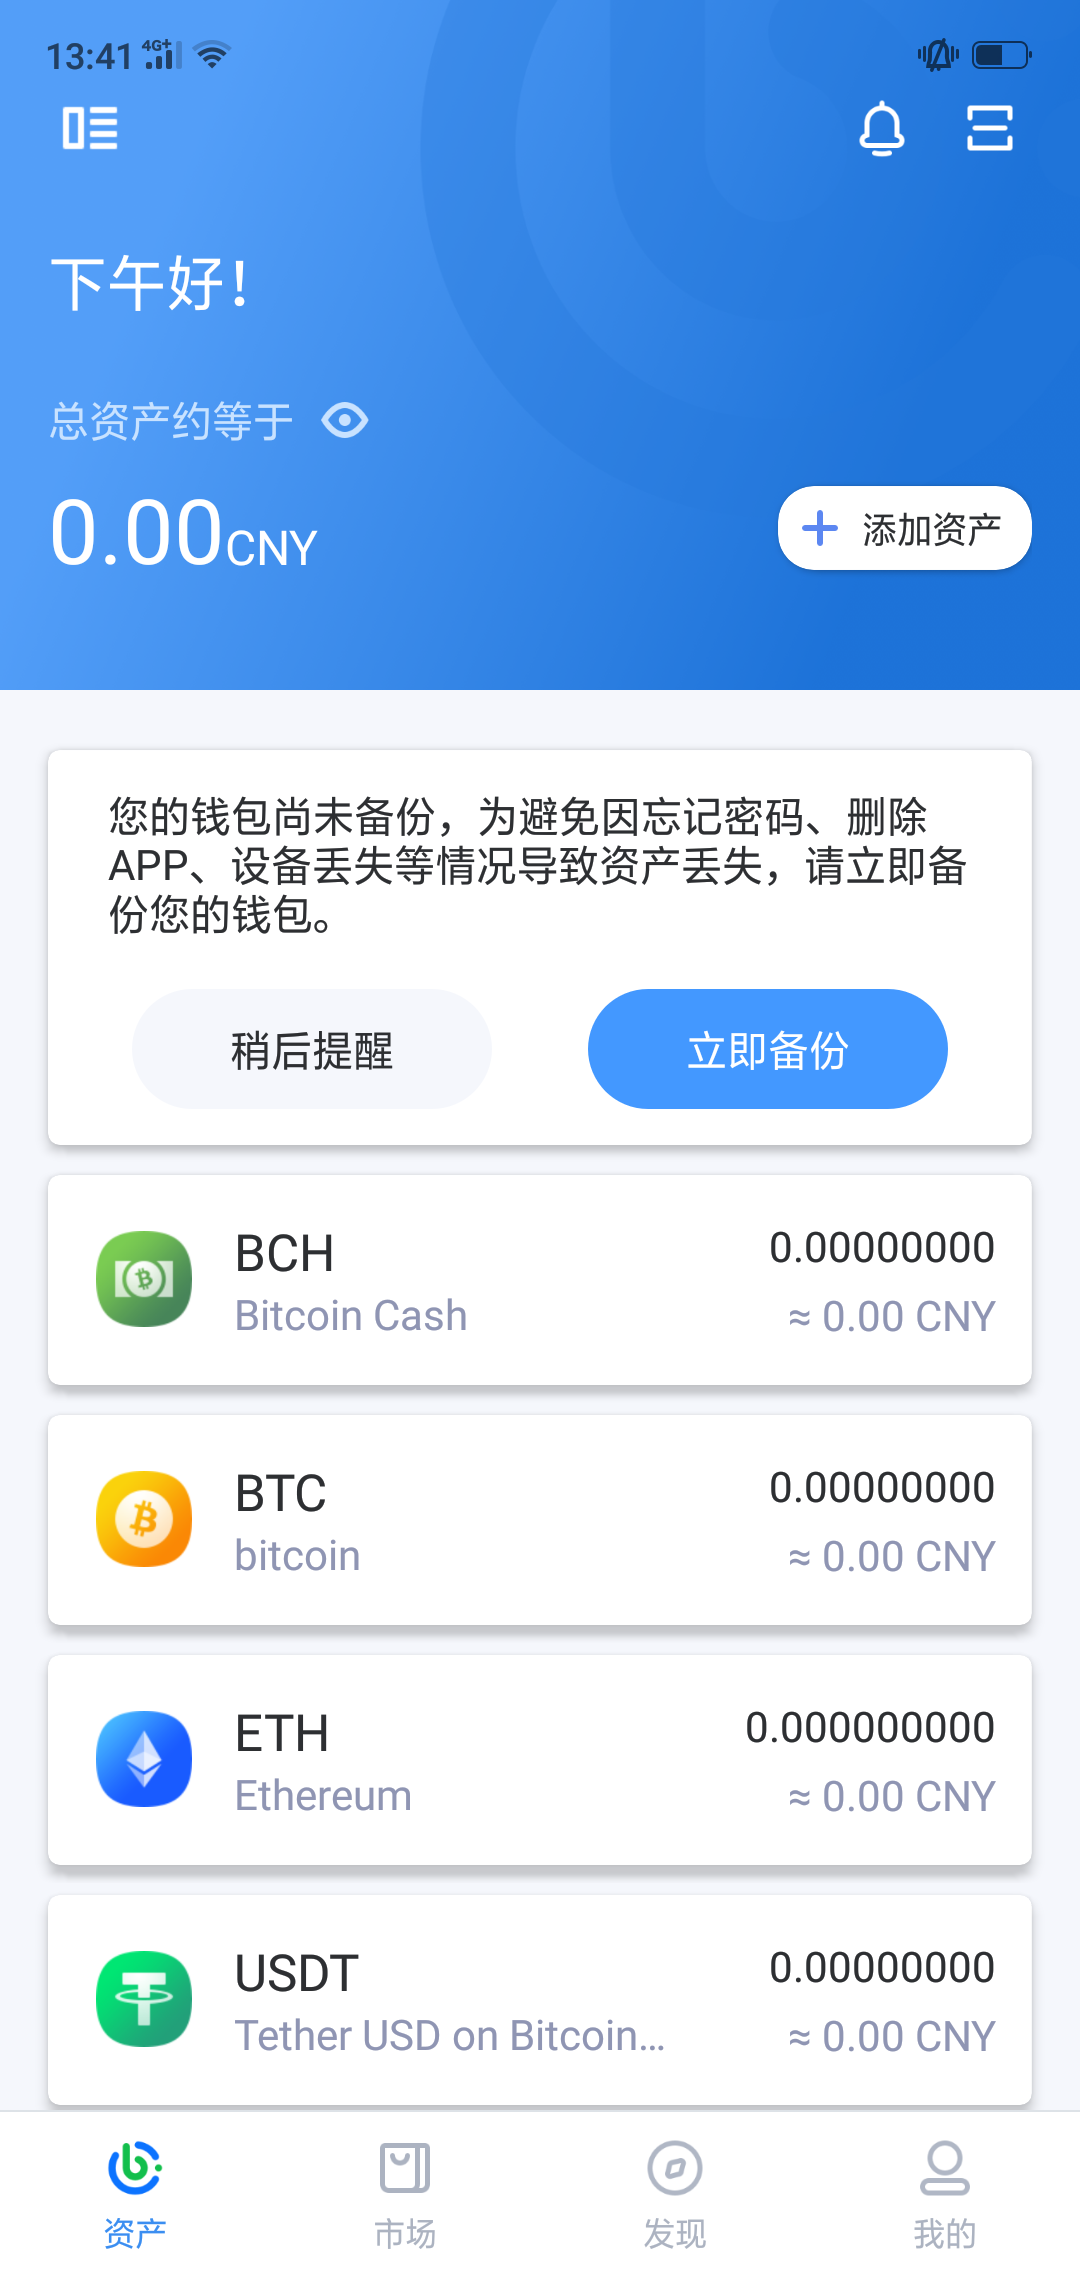 13:41 4G+
下午好！
总资产约等于
0.00CNY
添加资产
您的钱包尚未备份，为避免因忘记密码、删除
APP、设备丢失等情况导致资产丢失，请立即备
份您的钱包。
稍后提醒
立即备份
BCH
0.00000000
Bitcoin Cash
≈ 0.00 CNY
BTC
0.00000000
bitcoin
≈ 0.00 CNY
ETH
0.000000000
Ethereum
≈ 0.00 CNY
USDT
0.00000000
Tether USD on Bitcoin...
≈ 0.00 CNY
资产
市场
发现
我的